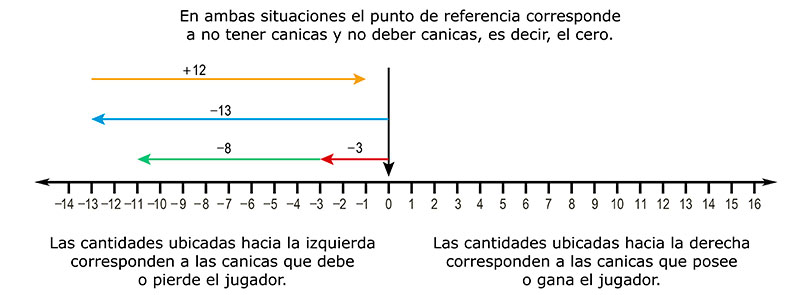 En ambas situaciones el punto de referencia corresponde
a no tener canicas y no deber canicas, es decir, el cero.
+12
−13
−8
−3
−14 −13 −12 −11 −10 −9 −8 −7 −6 −5 −4 −3 −2 −1 0 1 2 3 4 5 6 7 8 9 10 11 12 13 14 15 16
Las cantidades ubicadas hacia la izquierda
corresponden a las canicas que debe
o pierde el jugador.
Las cantidades ubicadas hacia la derecha
corresponden a las canicas que posee
o gana el jugador.